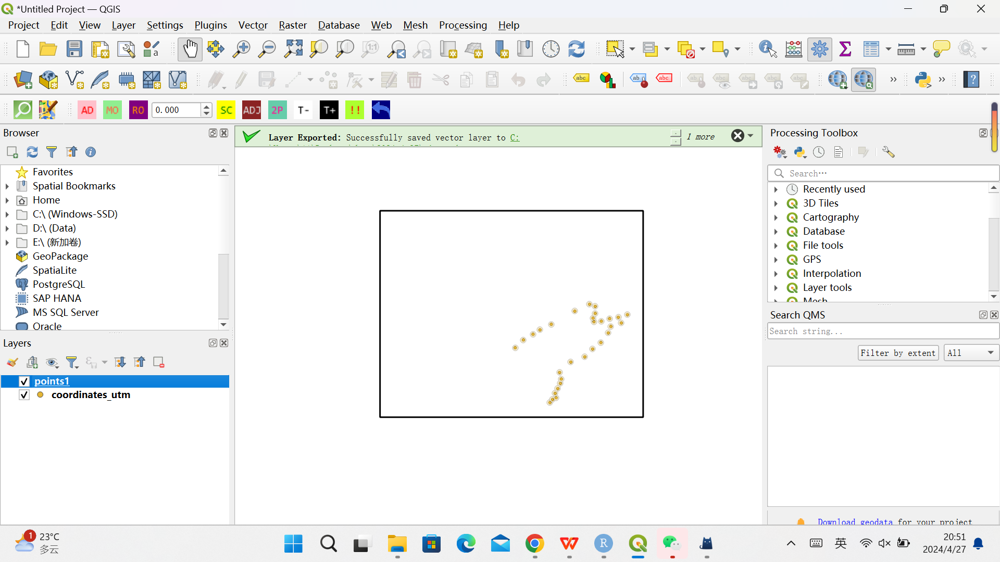 *Untitled Project — QGIS
Project Edit View Layer Settings Plugins Vector Raster Database Web Mesh Processing Help
AD MO RO 0.000 SC ADJ 2P T- T+ !!
Browser
Layer Exported: Successfully saved vector layer to C:
1 more
Processing Toolbox
Search…
Favorites
Spatial Bookmarks
Home
C:\ (Windows-SSD)
D:\ (Data)
E:\ (新加卷)
GeoPackage
SpatiaLite
PostgreSQL
SAP HANA
MS SQL Server
Oracle
Recently used
3D Tiles
Cartography
Database
File tools
GPS
Interpolation
Layer tools
Mesh
Search QMS
Search string...
Filter by extent All
Layers
points1
coordinates_utm
Download geodata for your project
1 23°C
多云
英
20:51
2024/4/27